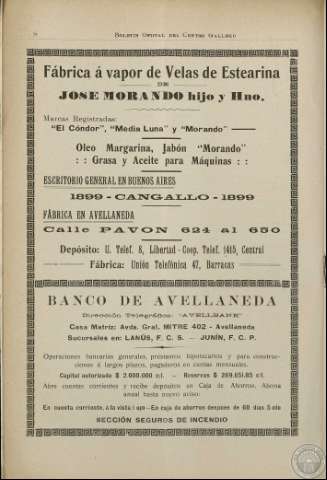 Boletin Oficial del Centro Gallego
Fábrica á vapor de Velas de Estearina
DE
JOSE MORANDO hijo y Hno.
Marcas Registradas:
"El Cóndor", "Media Luna" y "Morando"
Oleo Margarina, Jabón "Morando"
: : Grasa y Aceite para Máquinas : :
ESCRITORIO GENERAL EN BUENOS AIRES
1899 - CANGALLO - 1899
FÁBRICA EN AVELLANEDA
Calle PAVON 624 al 650
Depósito: U. Telef. 8, Libertad - Coop. Telef. 1415, Central
Fábrica: Unión Telefónica 47, Barracas
BANCO DE AVELLANEDA
Dirección Telegráfica: "AVELLBANK"
Casa Matriz: Avda. Gral. MITRE 402 - Avellaneda
Sucursales en: LANÚS, F. C. S. - JUNÍN, F. C. P.
Operaciones bancarias generales, préstamos hipotecarios y para construcciones
á largos plazos, pagaderos en cuotas mensuales.
Capital autorizado $ 2.000.000 n.l. - Reservas $ 269.651.85 c.l.
Abre cuentas corrientes y recibe depósitos en Caja de Ahorros. Abona
anual hasta nuevo aviso:
En cuenta corriente, á la vista 1 o|o - En caja de ahorros despues de 60 dias 5 o|o
SECCIÓN SEGUROS DE INCENDIO